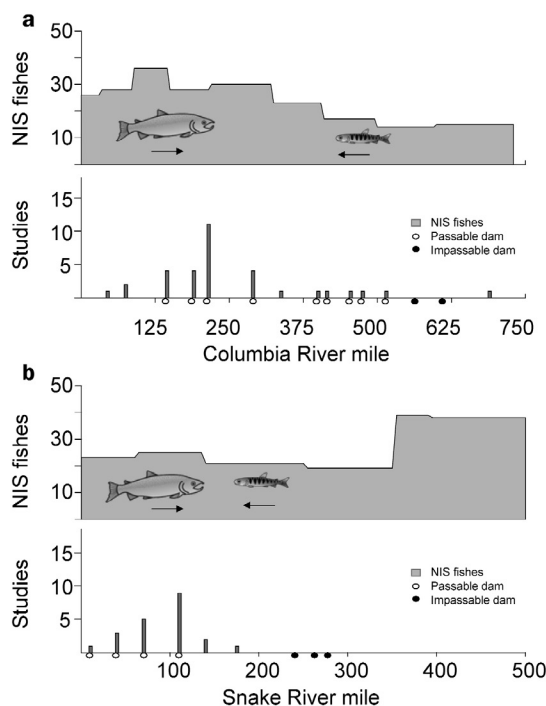 a
50
30
10
NIS fishes
15
10
5
Studies
NIS fishes
Passable dam
Impassable dam
125 250 375 500 625 750
Columbia River mile
b
50
30
10
NIS fishes
15
10
5
Studies
NIS fishes
Passable dam
Impassable dam
100 200 300 400 500
Snake River mile